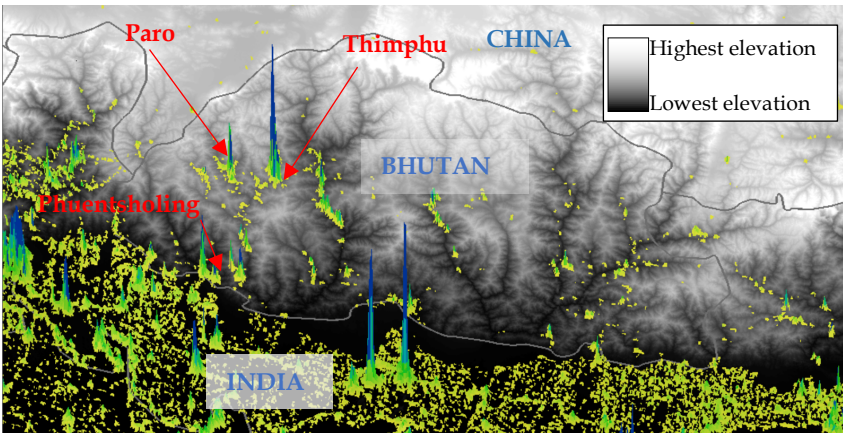 Paro
Thimphu
CHINA
Highest elevation
Lowest elevation
BHUTAN
Phuentsholing
INDIA